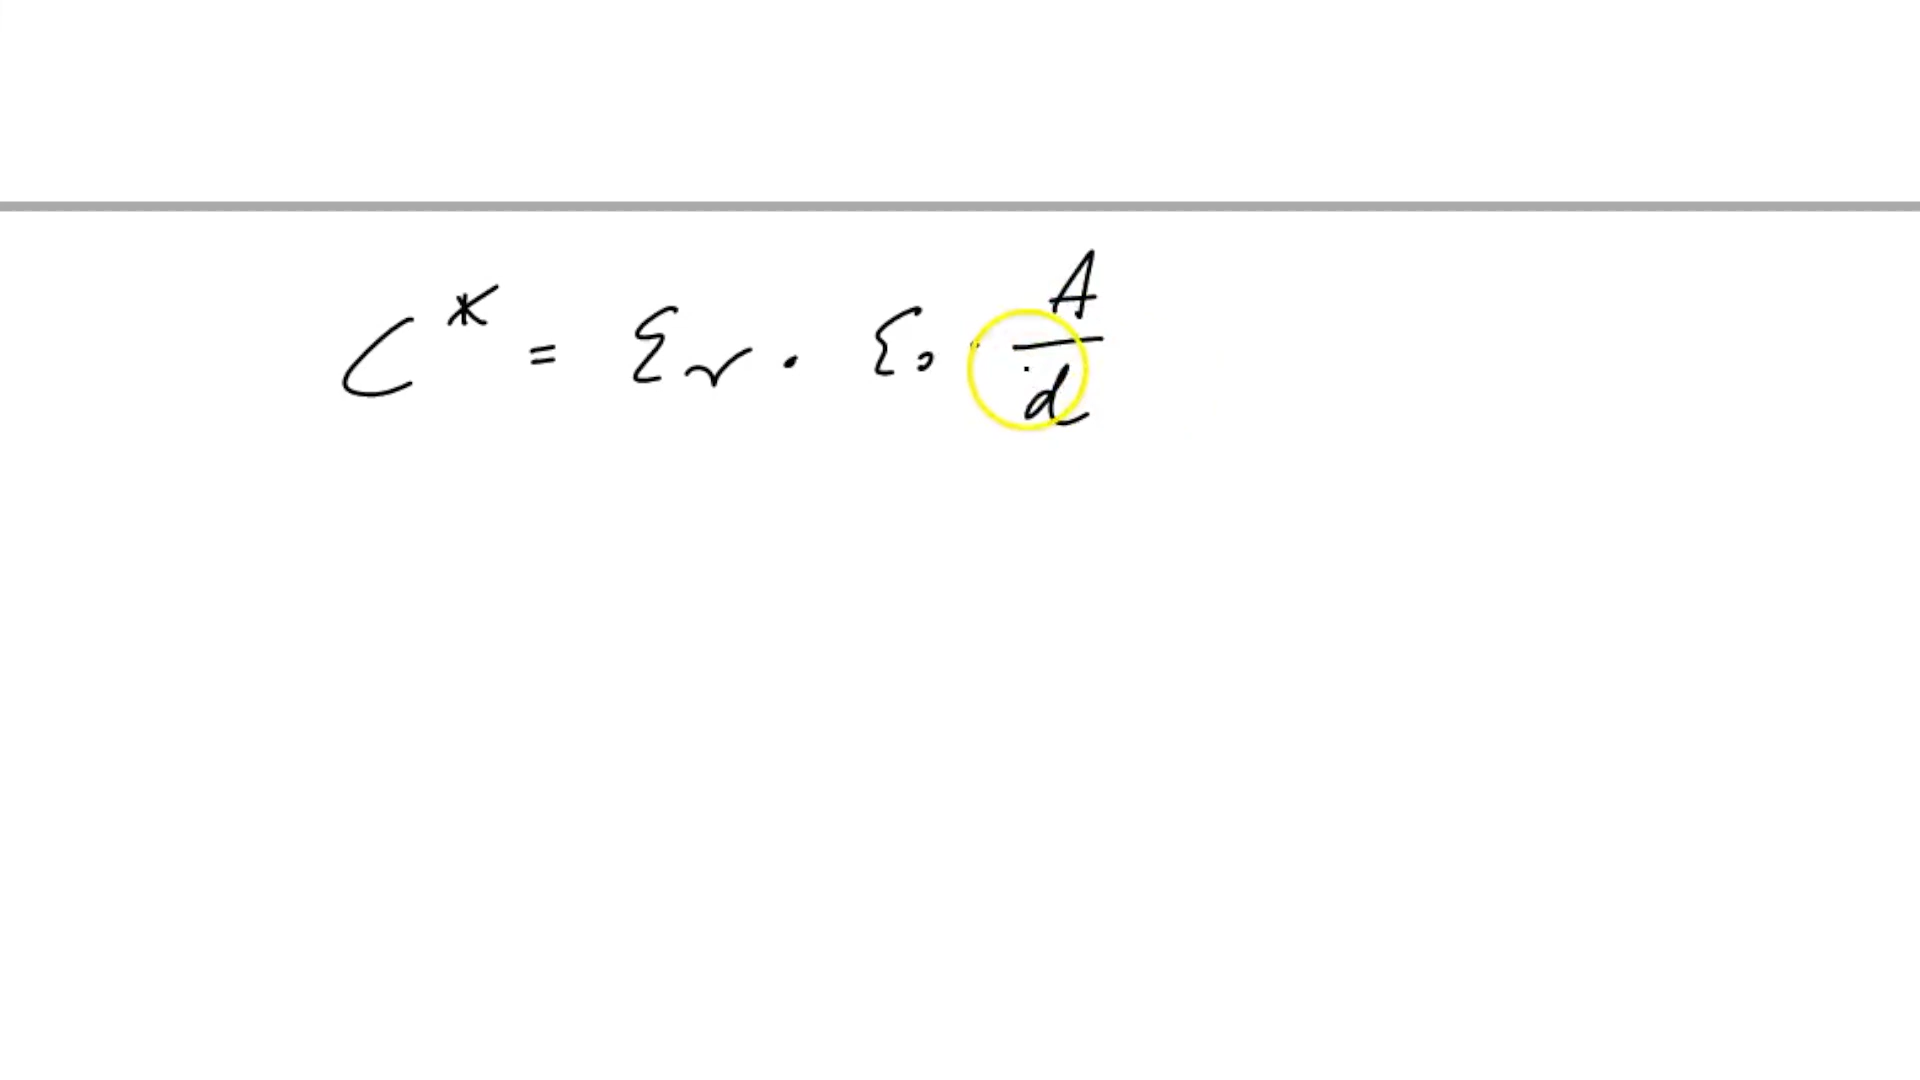 C* = εr · ε0 · A/d